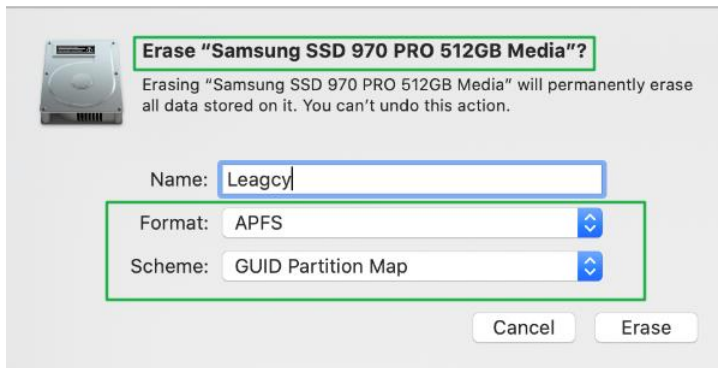 Erase “Samsung SSD 970 PRO 512GB Media”?
Erasing “Samsung SSD 970 PRO 512GB Media” will permanently erase
all data stored on it. You can’t undo this action.
Name: Leagcy
Format: APFS
Scheme: GUID Partition Map
Cancel Erase